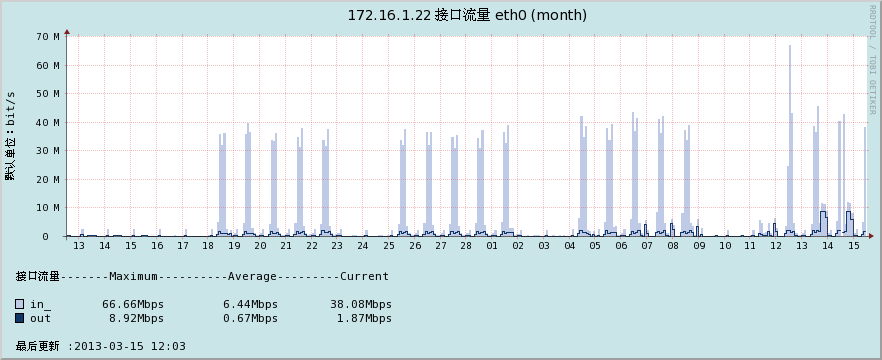 172.16.1.22 接口流量 eth0 (month)
RRDTOOL / TOBI OETIKER
默认单位：bit/s
70 M
60 M
50 M
40 M
30 M
20 M
10 M
0
13 14 15 16 17 18 19 20 21 22 23 24 25 26 27 28 01 02 03 04 05 06 07 08 09 10 11 12 13 14 15
接口流量-------Maximum----------Average----------Current
in_ 66.66Mbps 6.44Mbps 38.08Mbps
out 8.92Mbps 0.67Mbps 1.87Mbps
最后更新 :2013-03-15 12:03